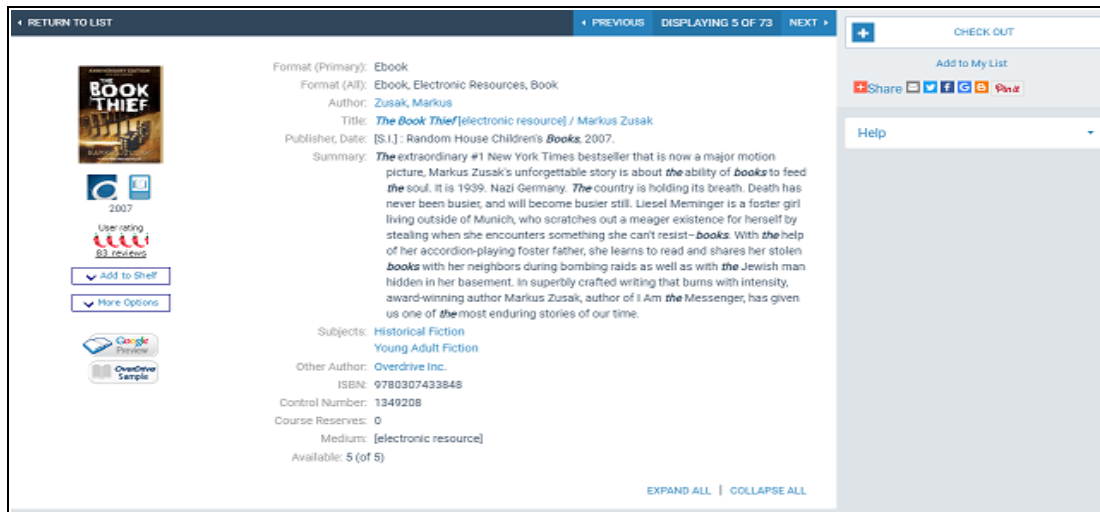 RETURN TO LIST
PREVIOUS DISPLAYING 5 OF 73 NEXT
ANNIVERSARY EDITION
THE
BOOK
THIEF
2007
User rating
83 reviews
Add to Shelf
More Options
Google
Preview
OverDrive
Sample
Format (Primary): Ebook
Format (All): Ebook, Electronic Resources, Book
Author: Zusak, Markus
Title: The Book Thief [electronic resource] / Markus Zusak
Publisher, Date: [S.I.] : Random House Children's Books, 2007.
Summary: The extraordinary #1 New York Times bestseller that is now a major motion
picture, Markus Zusak's unforgettable story is about the ability of books to feed
the soul. It is 1939. Nazi Germany. The country is holding its breath. Death has
never been busier, and will become busier still. Liesel Meminger is a foster girl
living outside of Munich, who scratches out a meager existence for herself by
stealing when she encounters something she can't resist–books. With the help
of her accordion-playing foster father, she learns to read and shares her stolen
books with her neighbors during bombing raids as well as with the Jewish man
hidden in her basement. In superbly crafted writing that burns with intensity,
award-winning author Markus Zusak, author of I Am the Messenger, has given
us one of the most enduring stories of our time.
Subjects: Historical Fiction
Young Adult Fiction
Other Author: Overdrive Inc.
ISBN: 9780307433848
Control Number: 1349208
Course Reserves: 0
Medium: [electronic resource]
Available: 5 (of 5)
EXPAND ALL | COLLAPSE ALL
CHECK OUT
Add to My List
Share Pin it
Help